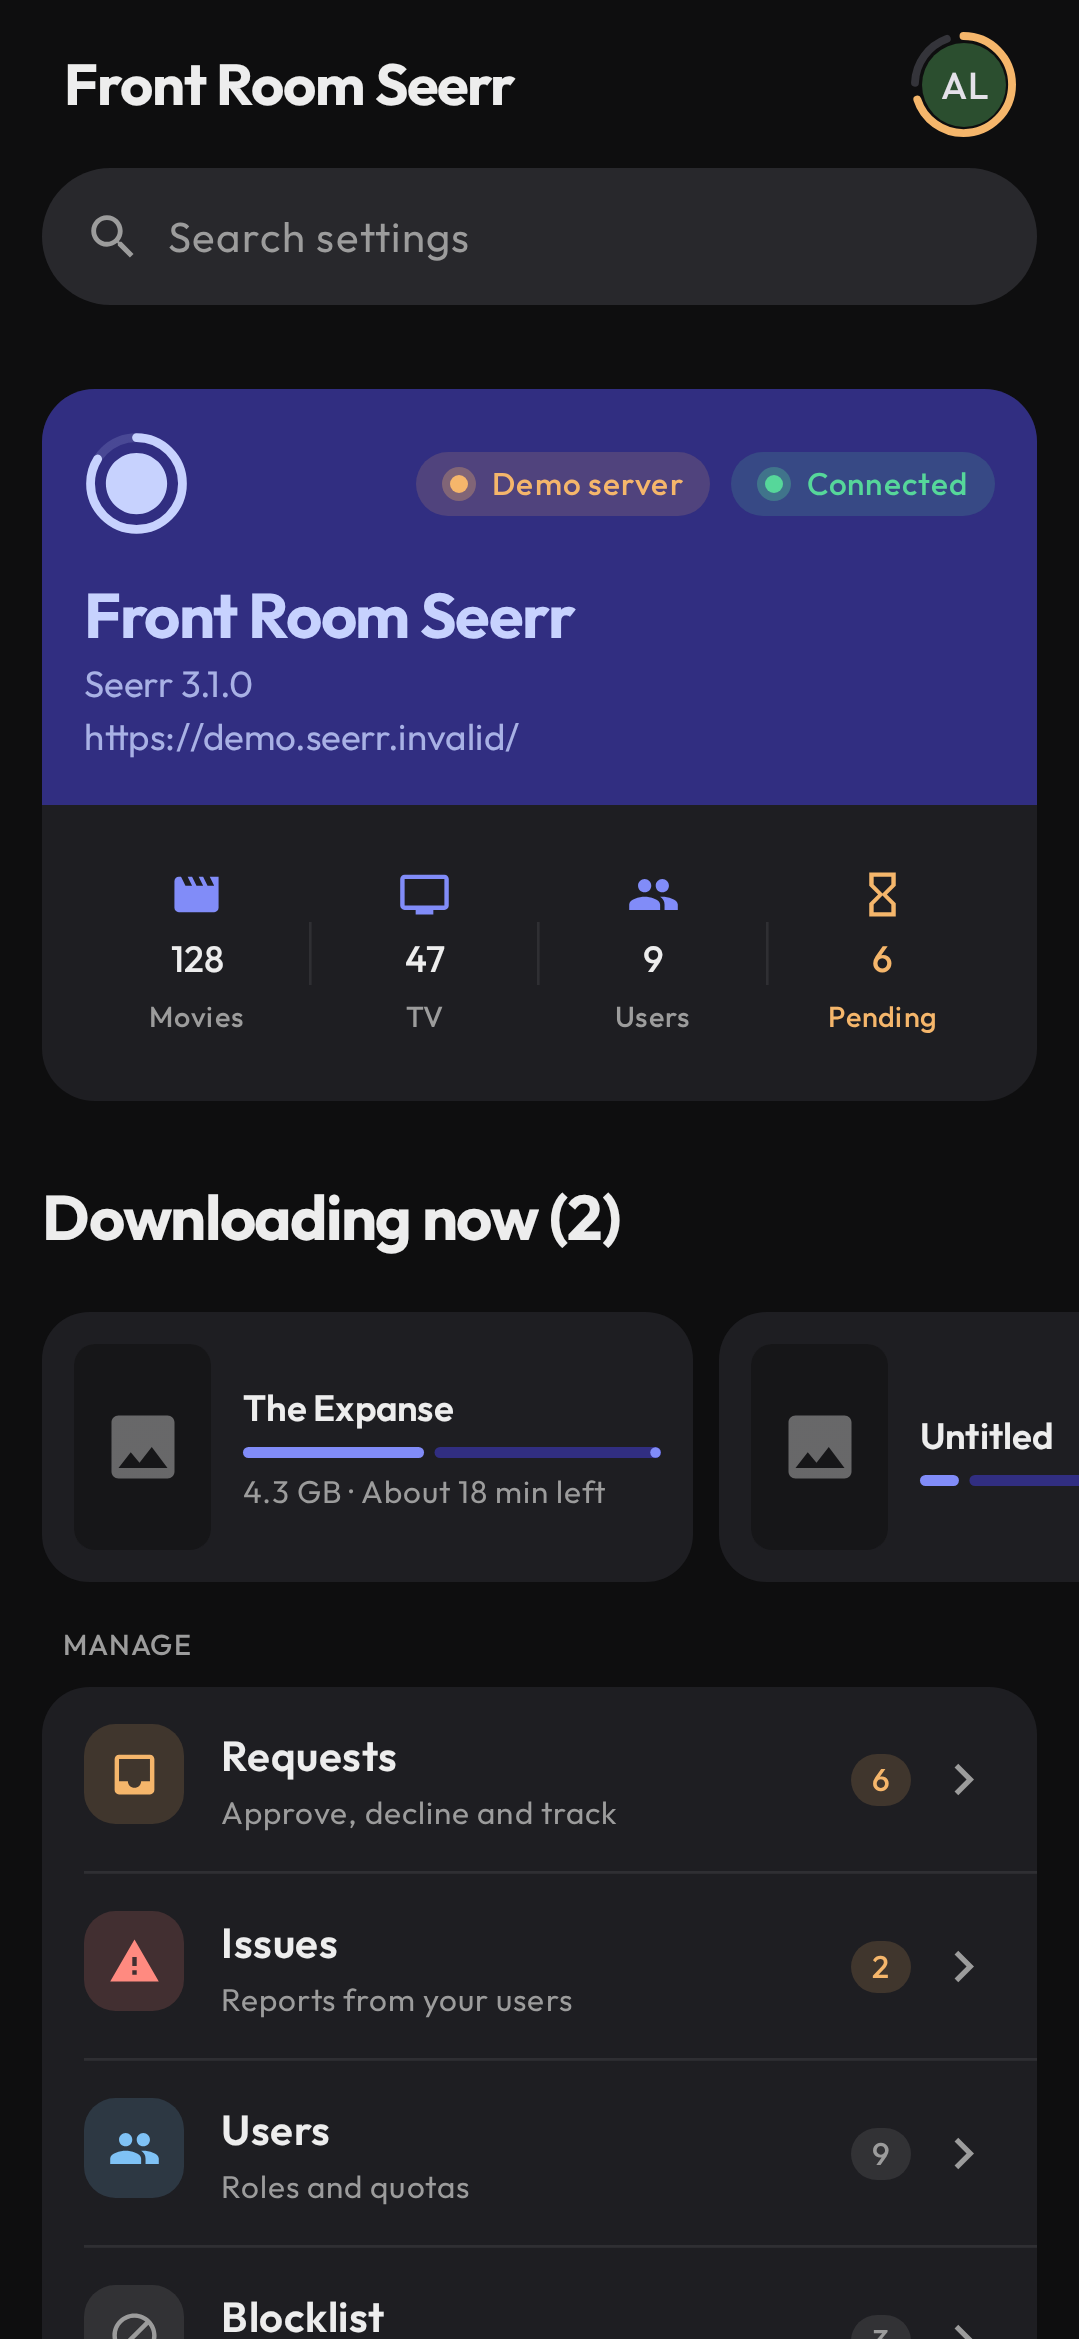 Front Room Seerr
AL
Search settings
Demo server
Connected
Front Room Seerr
Seerr 3.1.0
https://demo.seerr.invalid/
128
47
9
6
Movies
TV
Users
Pending
Downloading now (2)
The Expanse
4.3 GB · About 18 min left
Untitled
MANAGE
Requests
Approve, decline and track
6
Issues
Reports from your users
2
Users
Roles and quotas
9
Blocklist